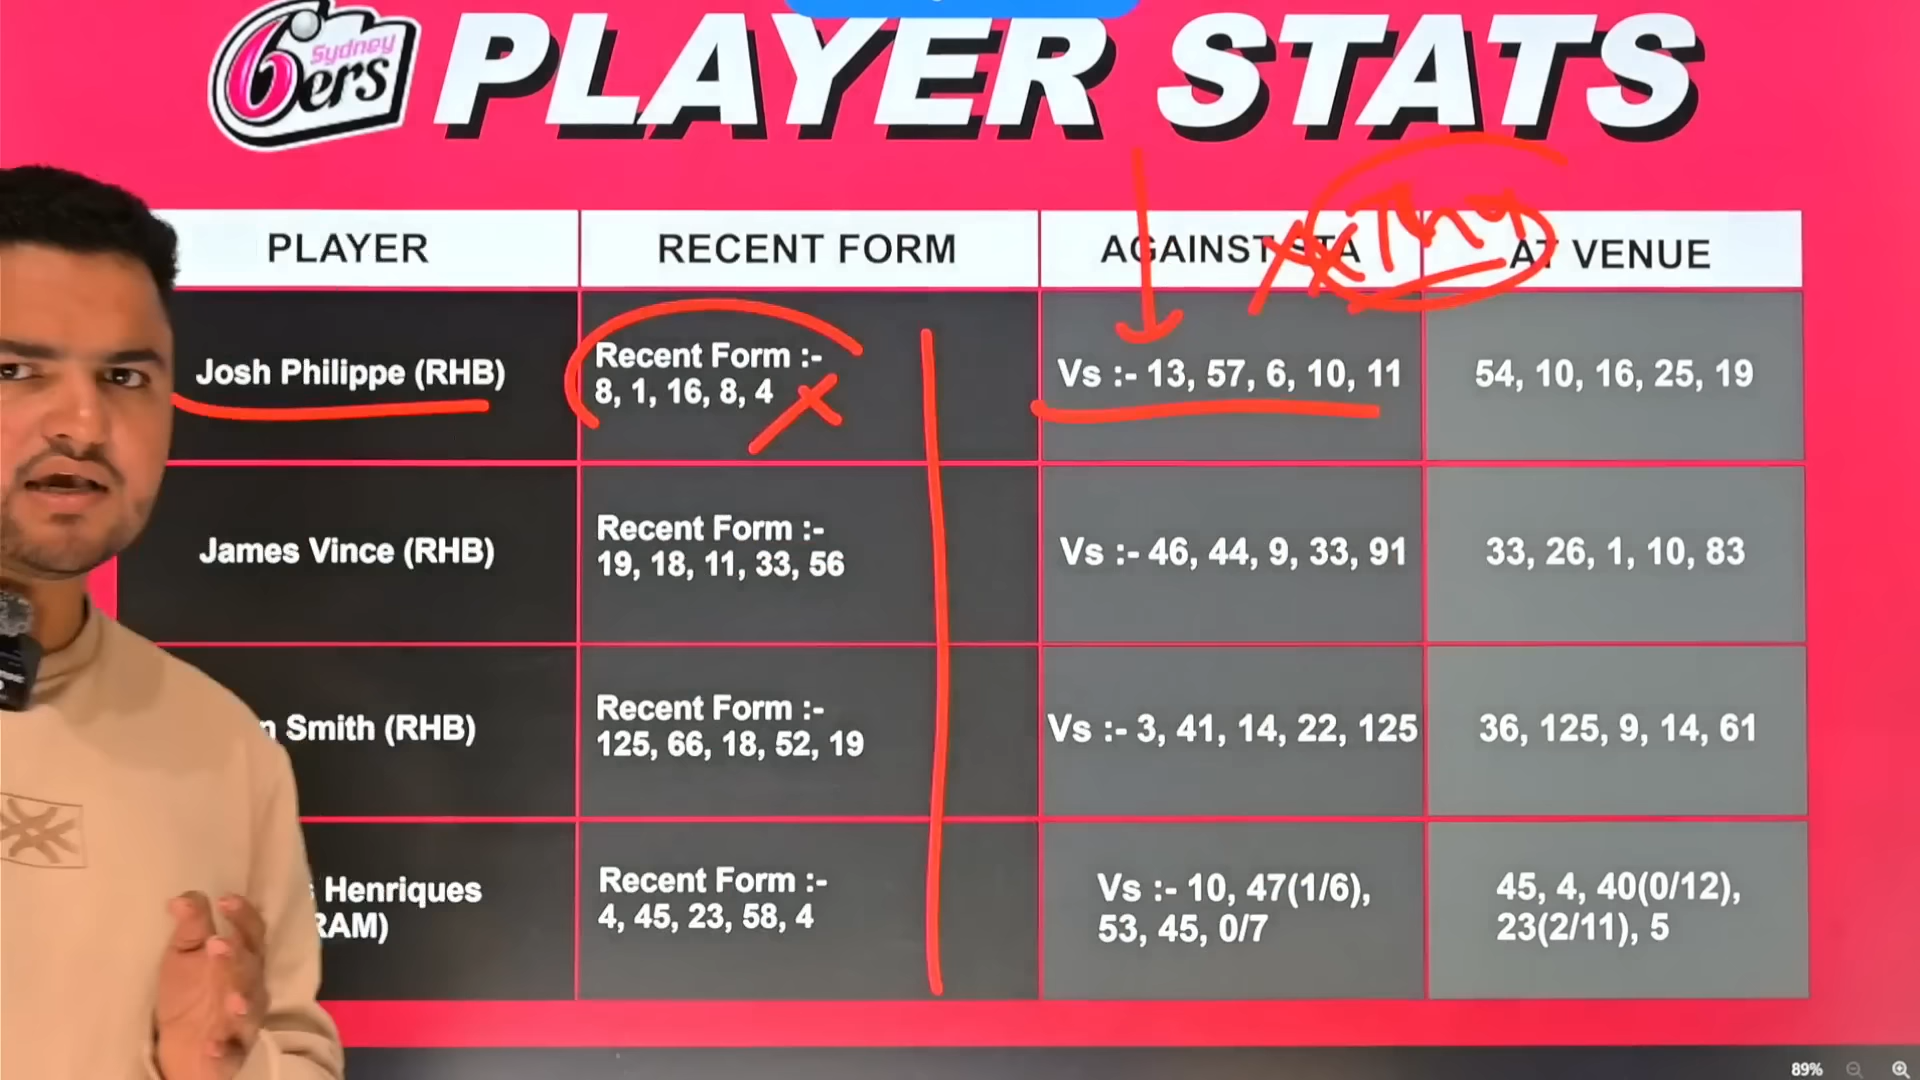 Sydney
6ers
PLAYER STATS
PLAYER
RECENT FORM
AGAINST STA
AT VENUE
Josh Philippe (RHB)
Recent Form :-
8, 1, 16, 8, 4
Vs :- 13, 57, 6, 10, 11
54, 10, 16, 25, 19
James Vince (RHB)
Recent Form :-
19, 18, 11, 33, 56
Vs :- 46, 44, 9, 33, 91
33, 26, 1, 10, 83
Smith (RHB)
Recent Form :-
125, 66, 18, 52, 19
Vs :- 3, 41, 14, 22, 125
36, 125, 9, 14, 61
Henriques
RAM)
Recent Form :-
4, 45, 23, 58, 4
Vs :- 10, 47(1/6),
53, 45, 0/7
45, 4, 40(0/12),
23(2/11), 5
89%